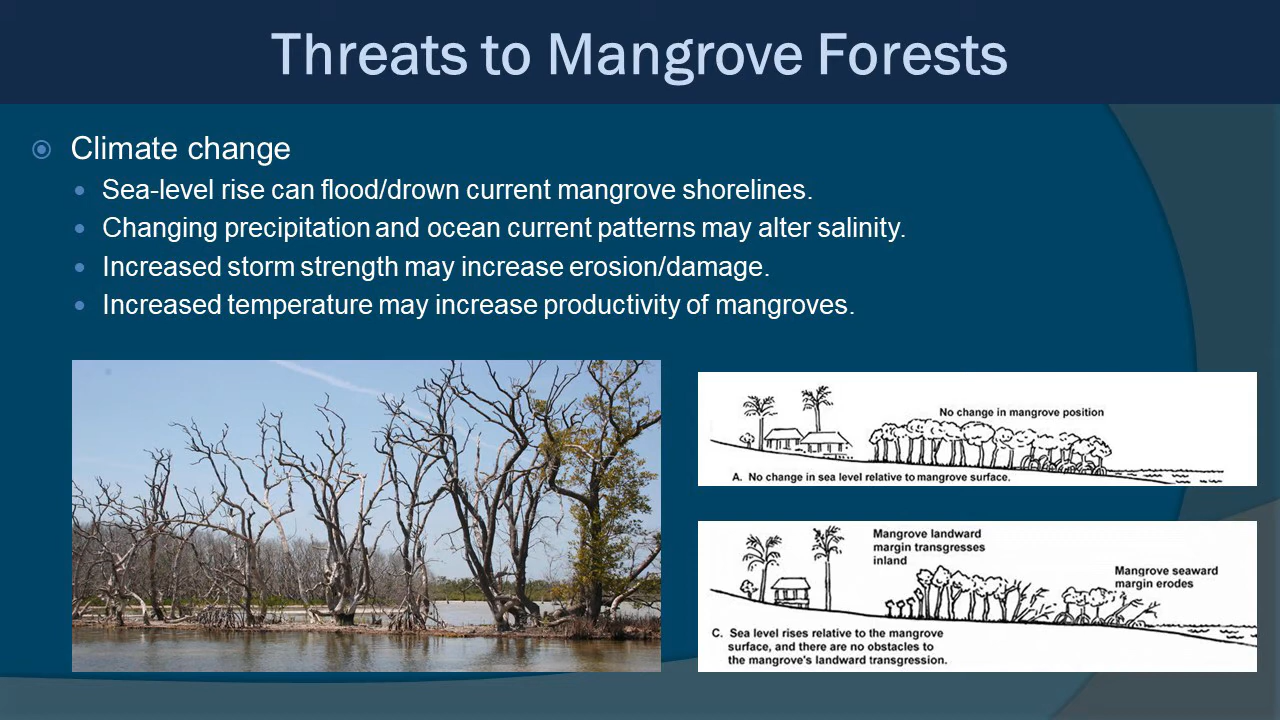 Threats to Mangrove Forests
Climate change
Sea-level rise can flood/drown current mangrove shorelines.
Changing precipitation and ocean current patterns may alter salinity.
Increased storm strength may increase erosion/damage.
Increased temperature may increase productivity of mangroves.
No change in mangrove position
A. No change in sea level relative to mangrove surface.
Mangrove landward
margin transgresses
inland
Mangrove seaward
margin erodes
C. Sea level rises relative to the mangrove
surface, and there are no obstacles to
the mangrove's landward transgression.